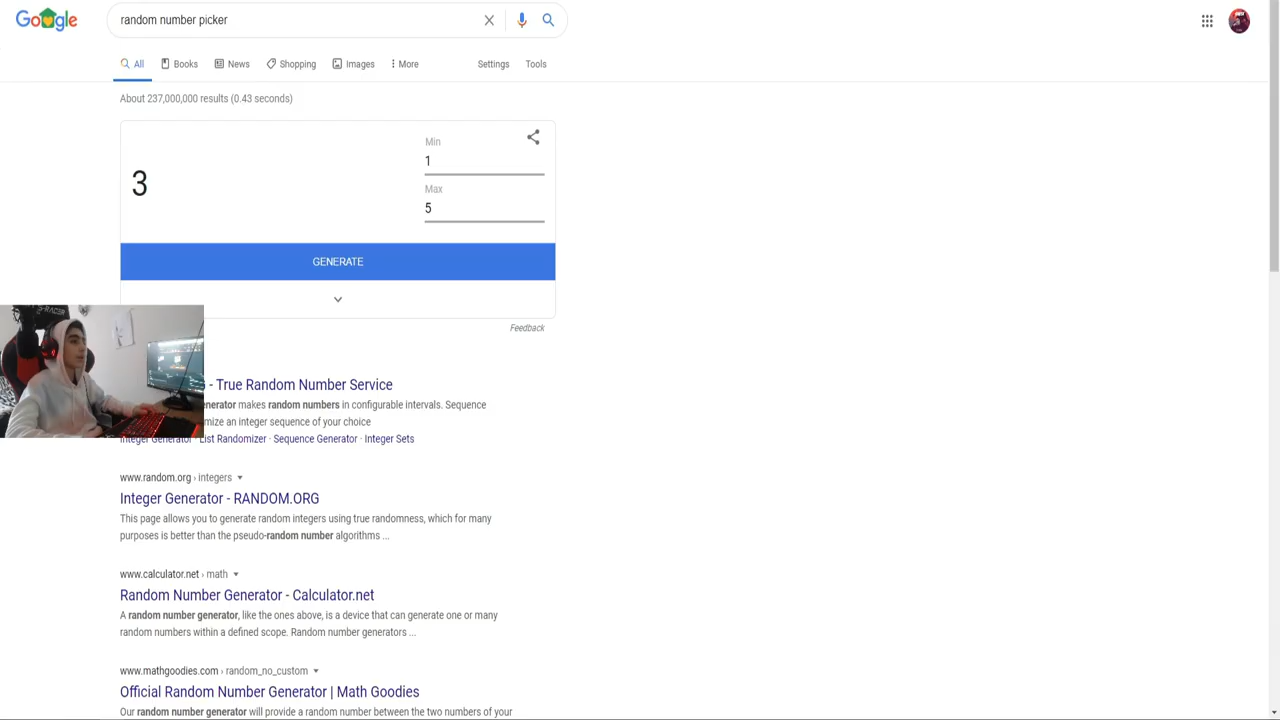 Google
random number picker
All
Books
News
Shopping
Images
More
Settings
Tools
About 237,000,000 results (0.43 seconds)
Min
1
3
Max
5
GENERATE
Feedback
- True Random Number Service
enerator makes random numbers in configurable intervals. Sequence
mize an integer sequence of your choice
Integer Generator · List Randomizer · Sequence Generator · Integer Sets
www.random.org › integers
Integer Generator - RANDOM.ORG
This page allows you to generate random integers using true randomness, which for many
purposes is better than the pseudo-random number algorithms ...
www.calculator.net › math
Random Number Generator - Calculator.net
A random number generator, like the ones above, is a device that can generate one or many
random numbers within a defined scope. Random number generators ...
www.mathgoodies.com › random_no_custom
Official Random Number Generator | Math Goodies
Our random number generator will provide a random number between the two numbers of your